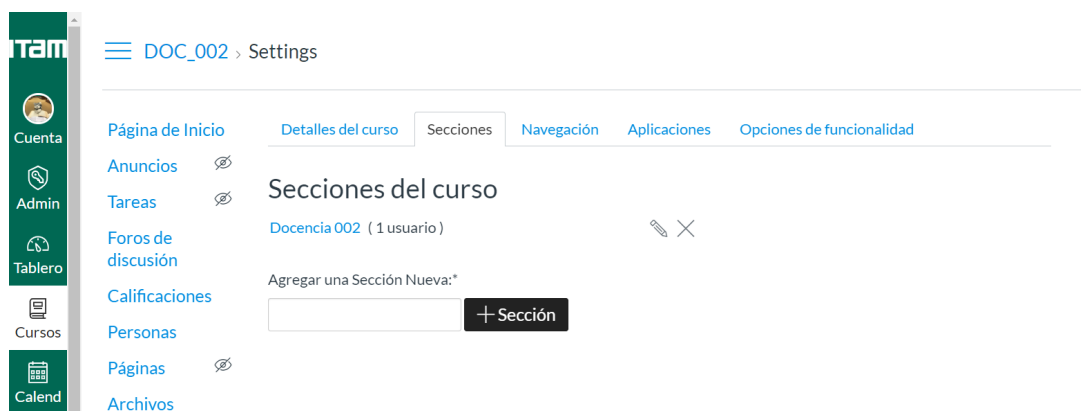 ITAM
DOC_002 › Settings
Cuenta
Admin
Tablero
Cursos
Calend
Página de Inicio
Anuncios
Tareas
Foros de
discusión
Calificaciones
Personas
Páginas
Archivos
Detalles del curso Secciones Navegación Aplicaciones Opciones de funcionalidad
Secciones del curso
Docencia 002 ( 1 usuario )
Agregar una Sección Nueva:*
+ Sección